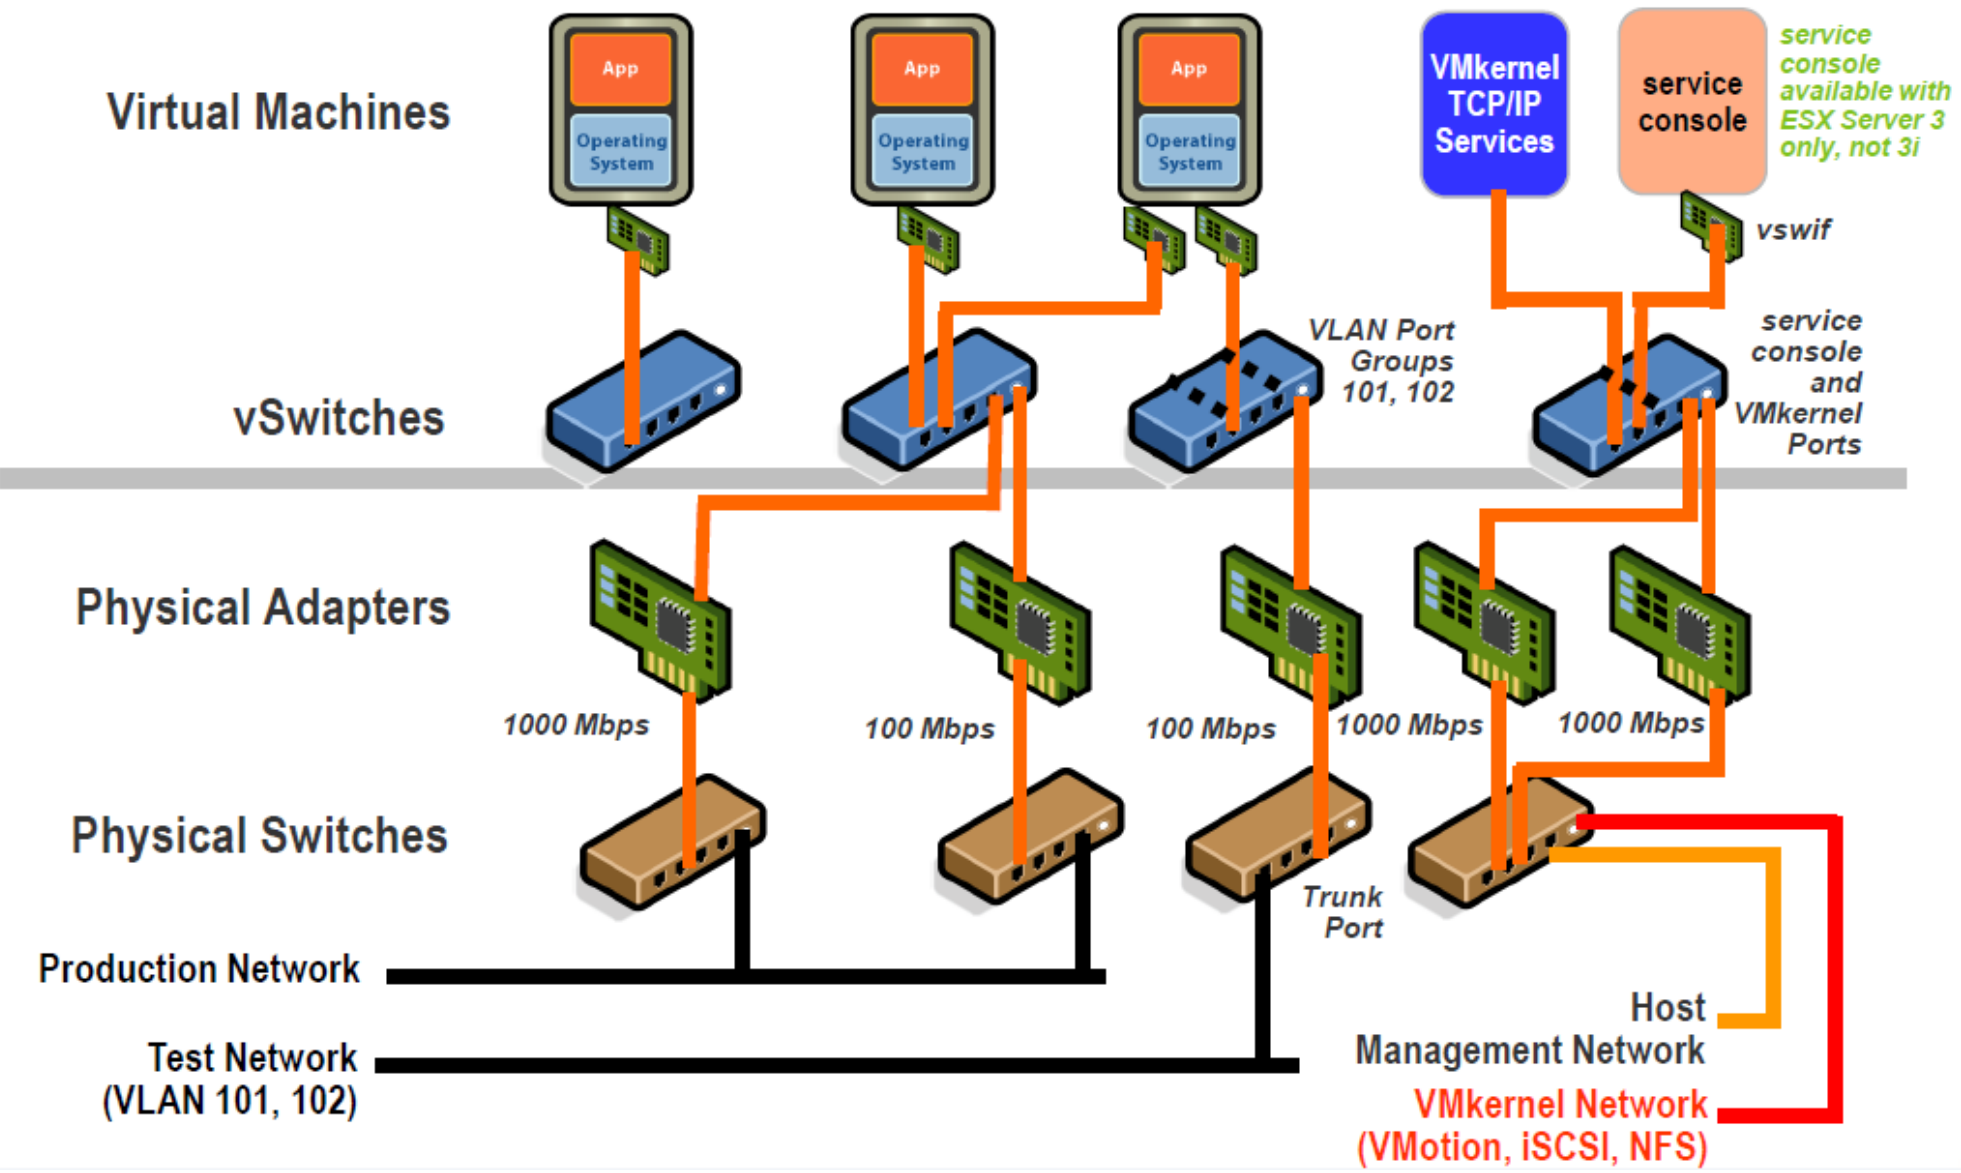 App
App
App
VMkernel
TCP/IP
Services
service
console
service
console
available with
ESX Server 3
only, not 3i
Virtual Machines
Operating
System
Operating
System
Operating
System
vswif
VLAN Port
Groups
101, 102
service
console
and
VMkernel
Ports
vSwitches
Physical Adapters
1000 Mbps
100 Mbps
100 Mbps
1000 Mbps
1000 Mbps
Physical Switches
Trunk
Port
Production Network
Host
Management Network
Test Network
(VLAN 101, 102)
VMkernel Network
(VMotion, iSCSI, NFS)